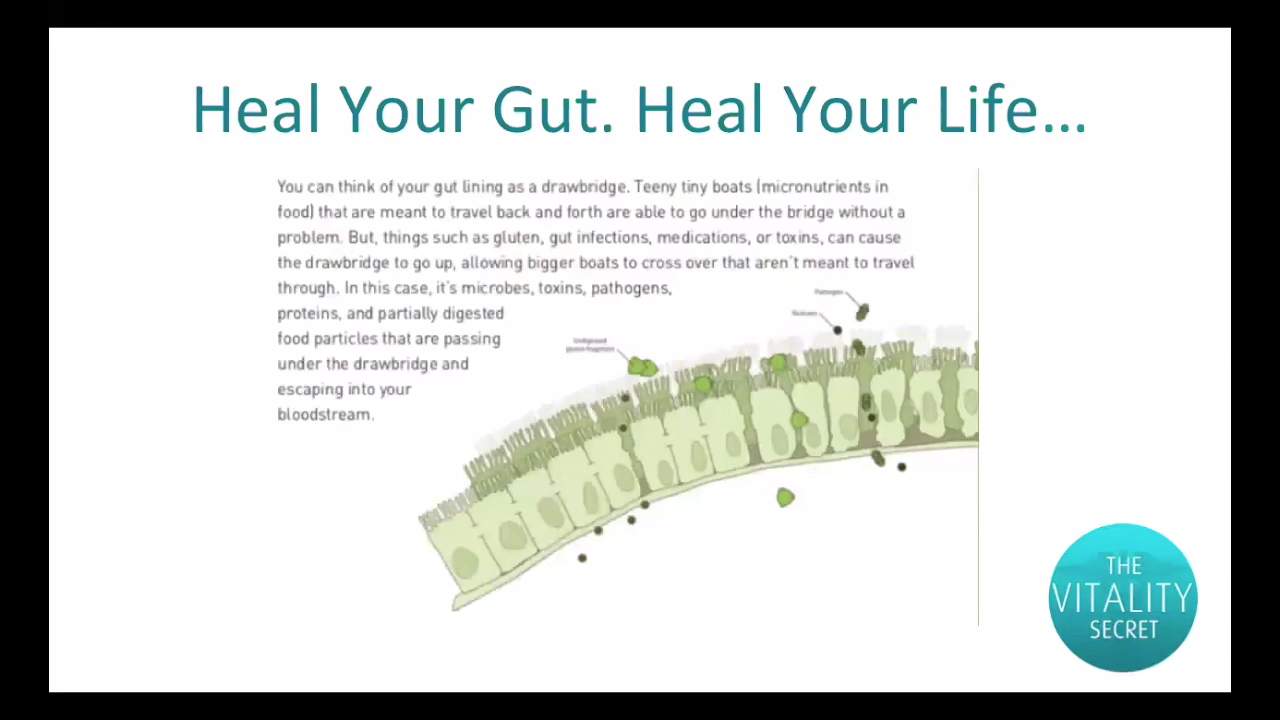 Heal Your Gut. Heal Your Life...
You can think of your gut lining as a drawbridge. Teeny tiny boats (micronutrients in
food) that are meant to travel back and forth are able to go under the bridge without a
problem. But, things such as gluten, gut infections, medications, or toxins, can cause
the drawbridge to go up, allowing bigger boats to cross over that aren't meant to travel
through. In this case, it's microbes, toxins, pathogens,
proteins, and partially digested
food particles that are passing
under the drawbridge and
escaping into your
bloodstream.
Pathogen
THE
VITALITY
SECRET